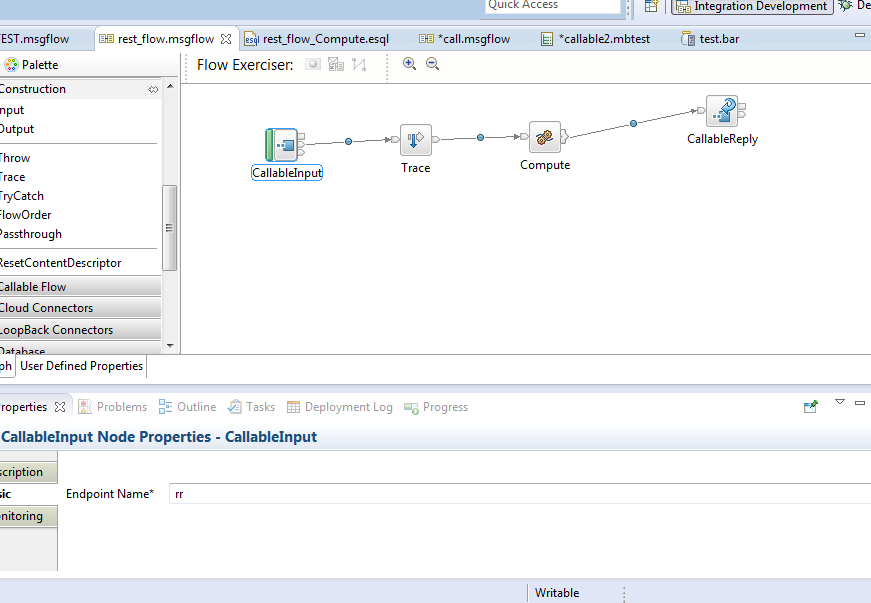 Quick Access
Integration Development
De
TEST.msgflow
rest_flow.msgflow
esql rest_flow_Compute.esql
*call.msgflow
*callable2.mbtest
test.bar
Palette
Flow Exerciser:
Construction
nput
Output
Throw
Trace
TryCatch
FlowOrder
Passthrough
ResetContentDescriptor
Callable Flow
Cloud Connectors
LoopBack Connectors
Database
CallableInput
Trace
Compute
CallableReply
ph
User Defined Properties
roperties
Problems
Outline
Tasks
Deployment Log
Progress
CallableInput Node Properties - CallableInput
scription
sic
onitoring
Endpoint Name*
rr
Writable